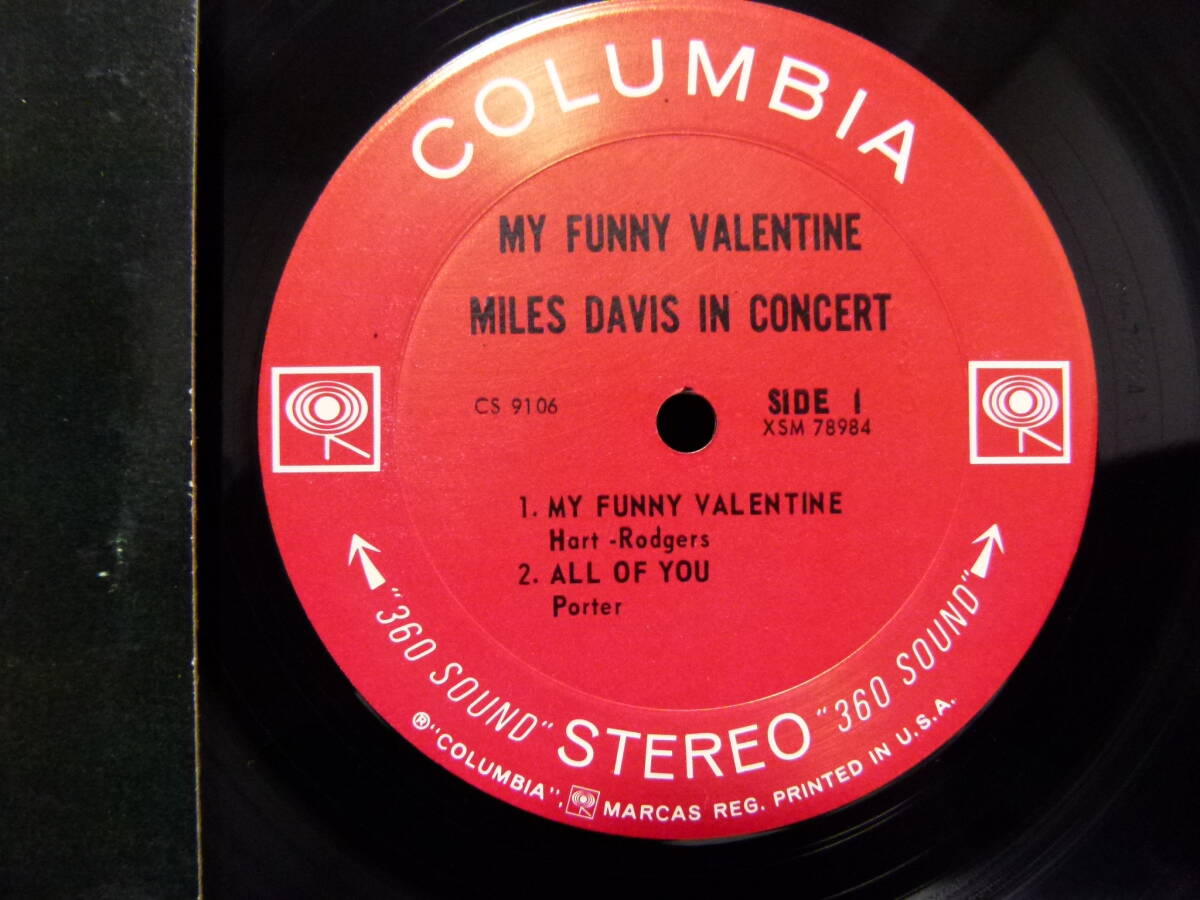 COLUMBIA
MY FUNNY VALENTINE
MILES DAVIS IN CONCERT
CS 9106
SIDE 1
XSM 78984
1. MY FUNNY VALENTINE
Hart -Rodgers
2. ALL OF YOU
Porter
"360 SOUND" STEREO "360 SOUND"
® "COLUMBIA", MARCAS REG. PRINTED IN U.S.A.